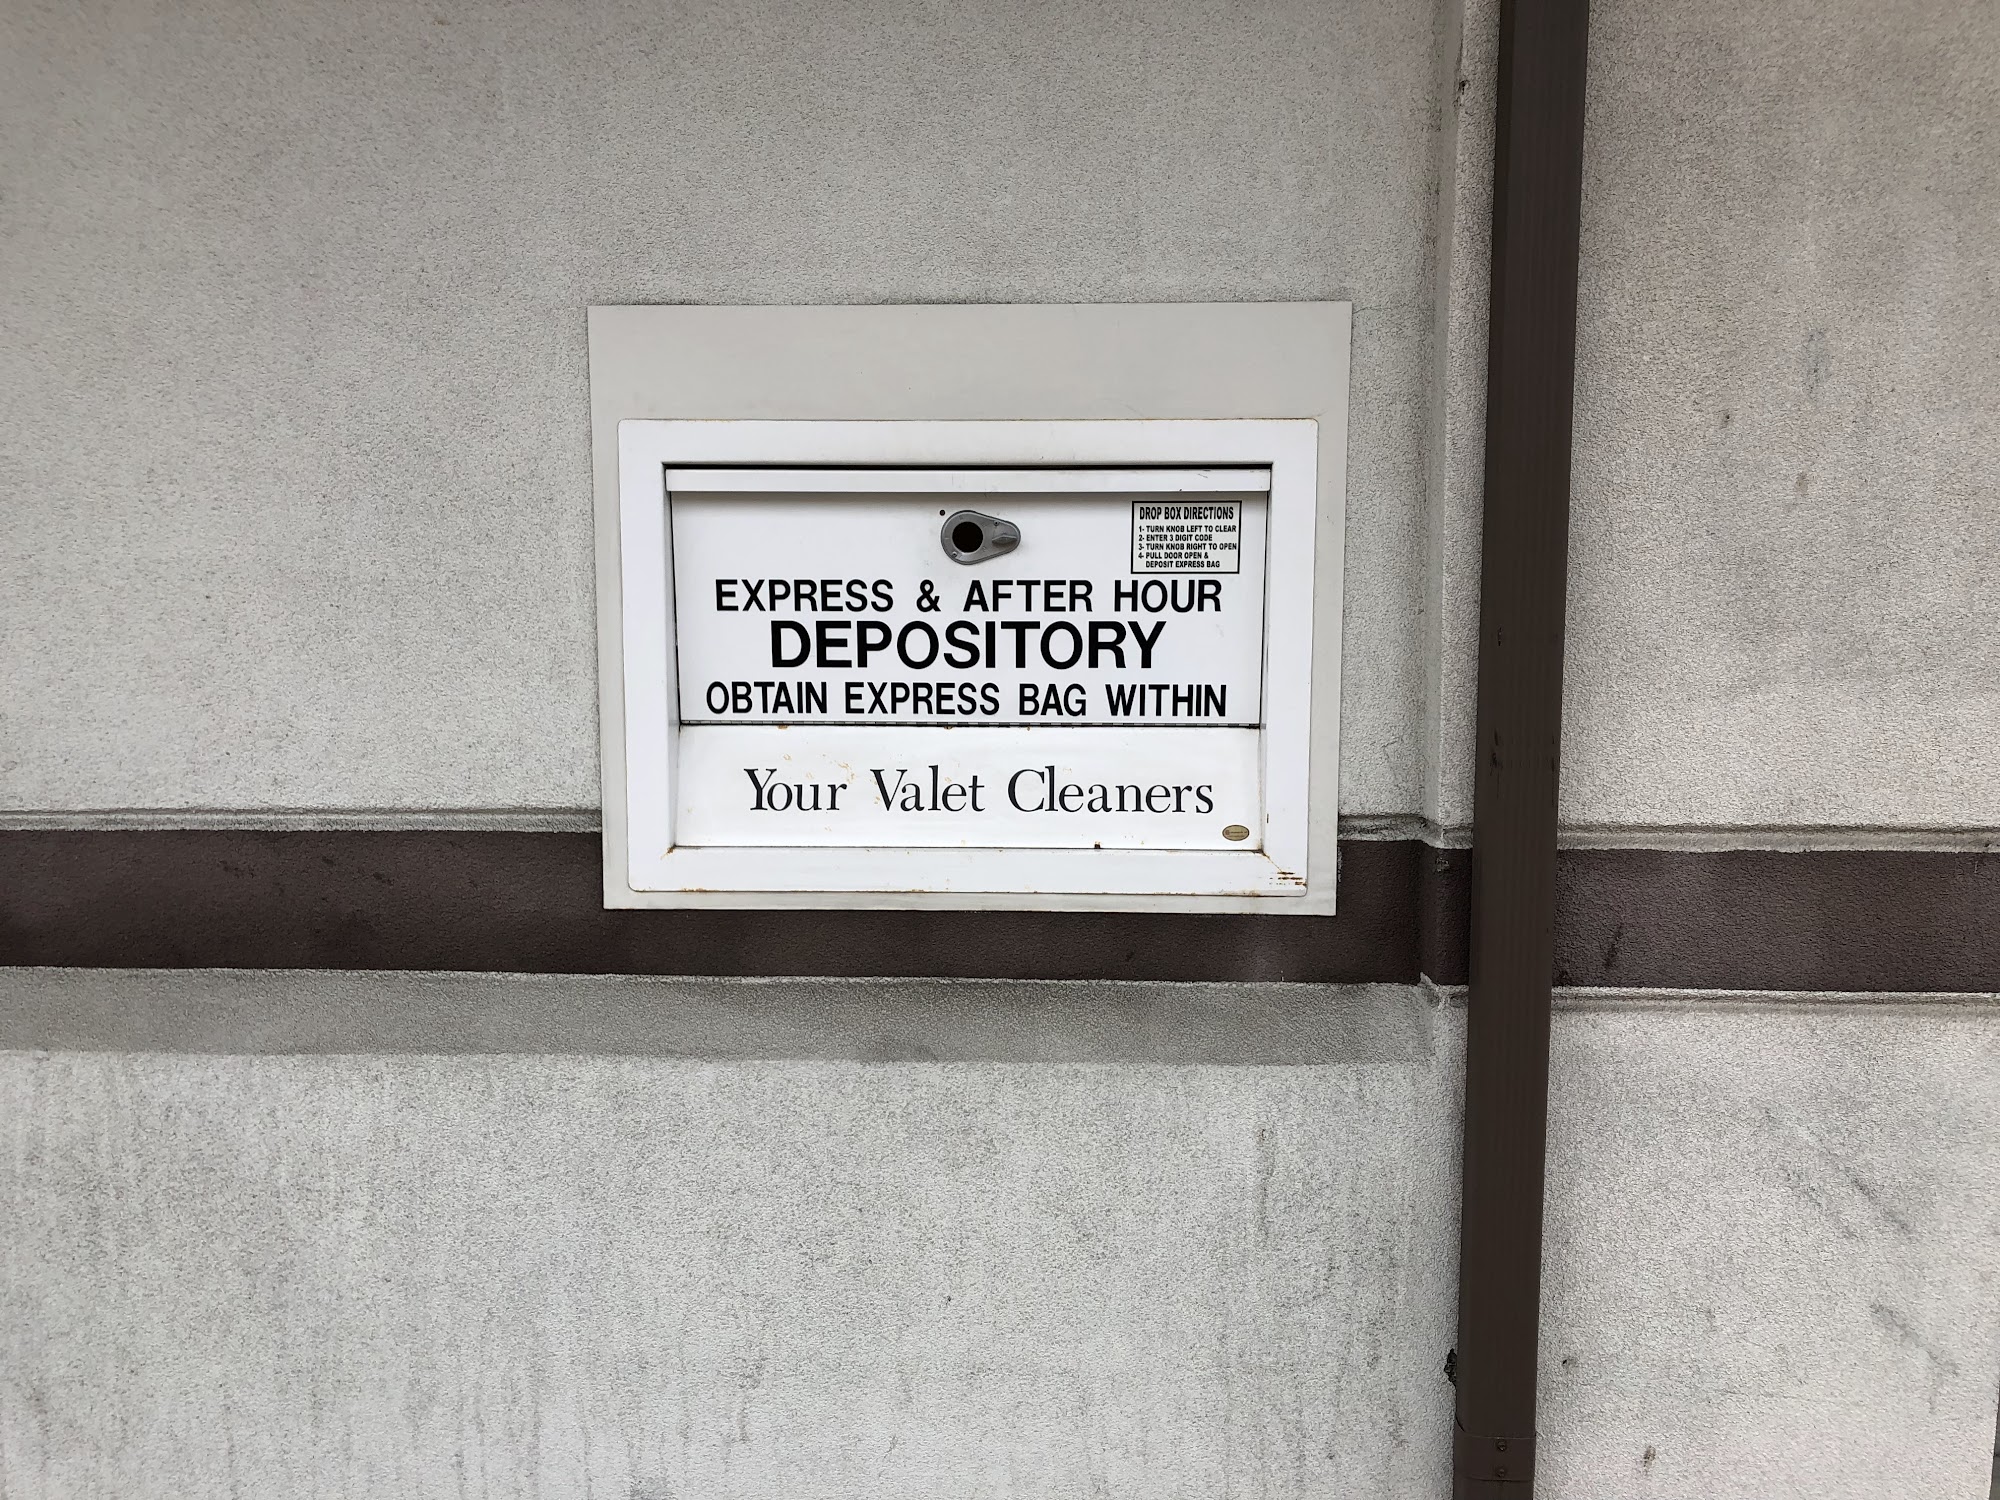 DROP BOX DIRECTIONS
1- TURN KNOB LEFT TO CLEAR
2- ENTER 3 DIGIT CODE
3- TURN KNOB RIGHT TO OPEN
4- PULL DOOR OPEN &
DEPOSIT EXPRESS BAG
EXPRESS & AFTER HOUR
DEPOSITORY
OBTAIN EXPRESS BAG WITHIN
Your Valet Cleaners